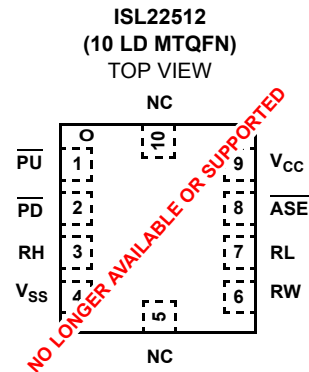 ISL22512
(10 LD MTQFN)
TOP VIEW
NC
O
10
PU 1
9 VCC
PD 2
8 ASE
RH 3
7 RL
VSS 4
6 RW
5
NC
NO LONGER AVAILABLE OR SUPPORTED